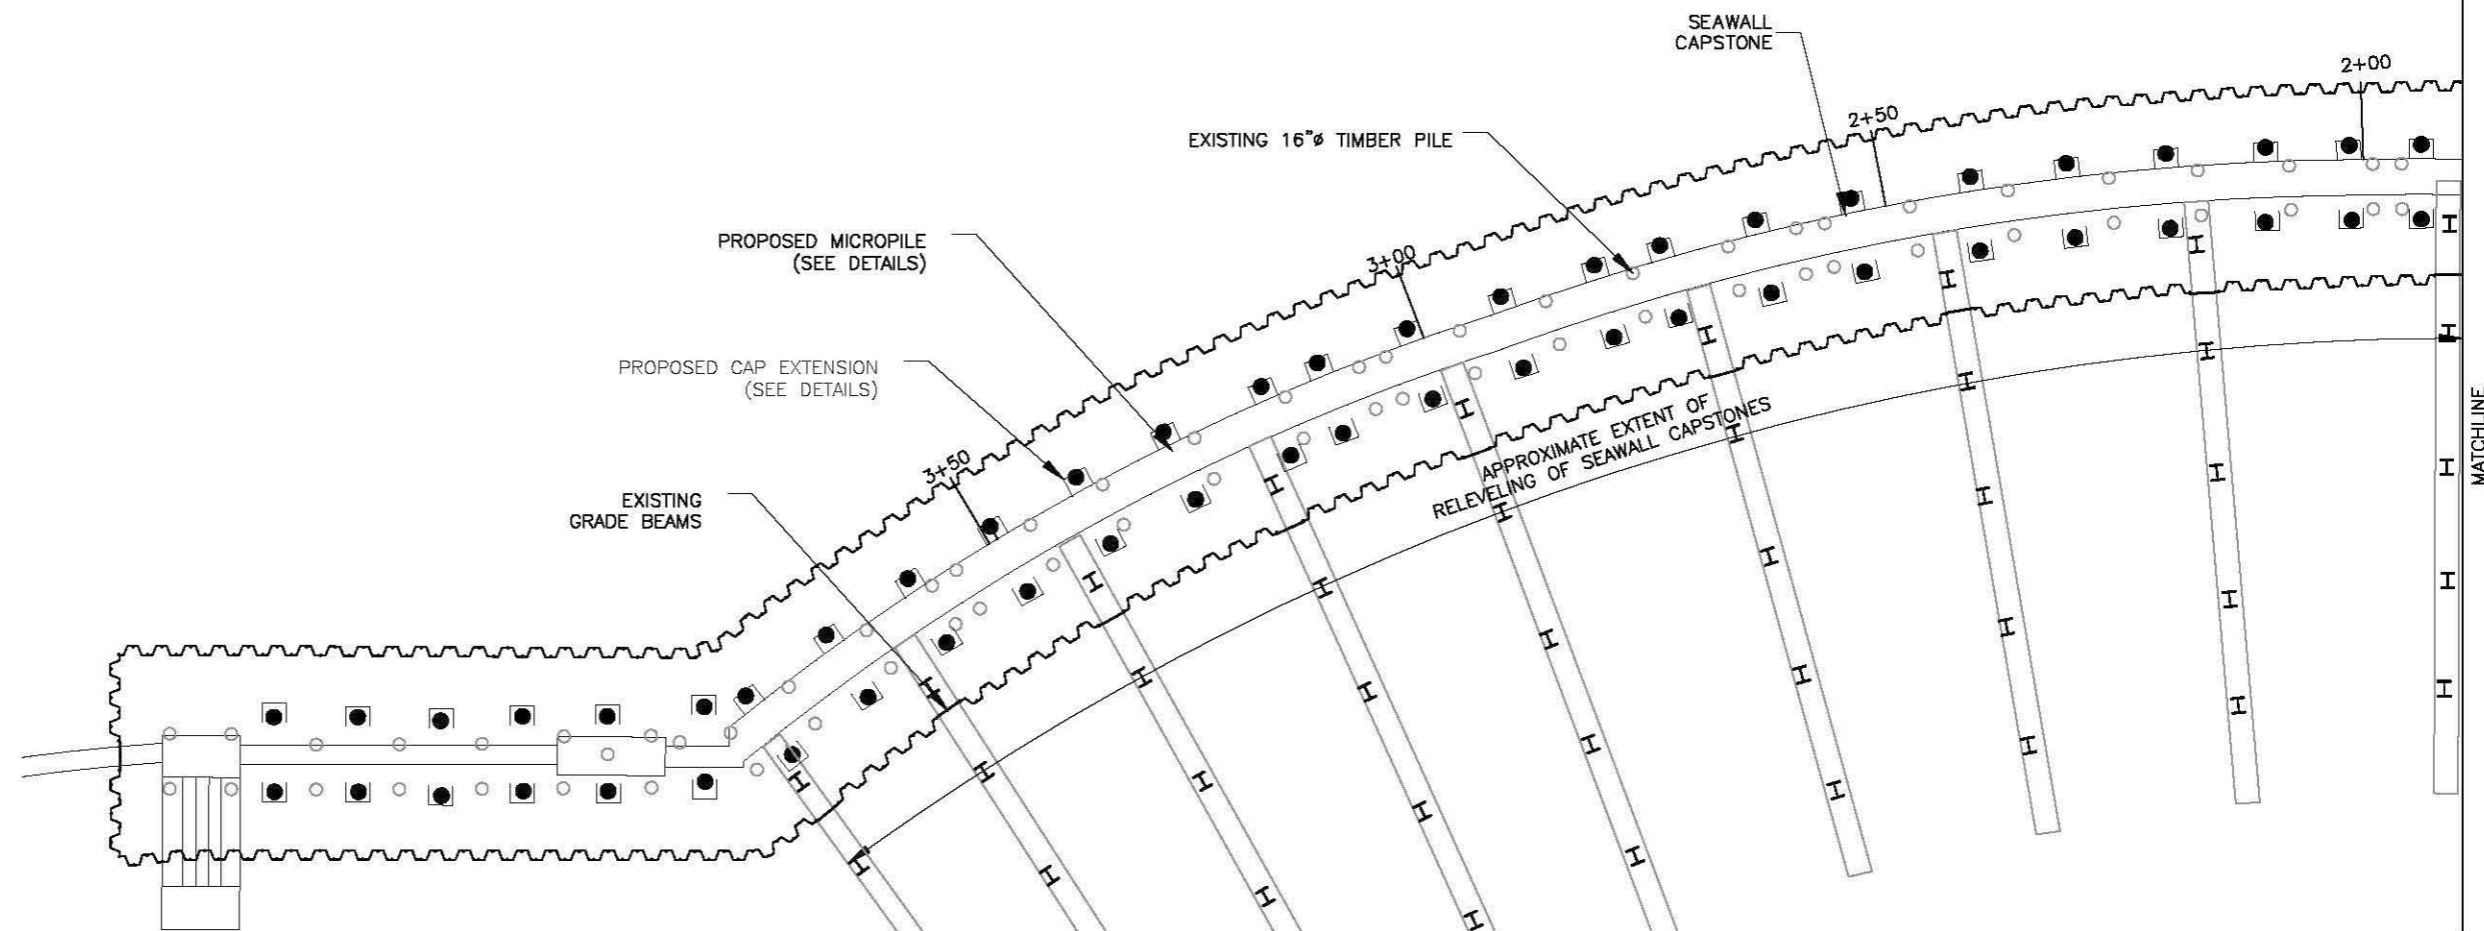 SEAWALL
CAPSTONE
2+00
2+50
EXISTING 16"ø TIMBER PILE
3+00
PROPOSED MICROPILE
(SEE DETAILS)
PROPOSED CAP EXTENSION
(SEE DETAILS)
3+50
EXISTING
GRADE BEAMS
APPROXIMATE EXTENT OF
RELEVELING OF SEAWALL CAPSTONES
MATCHLINE